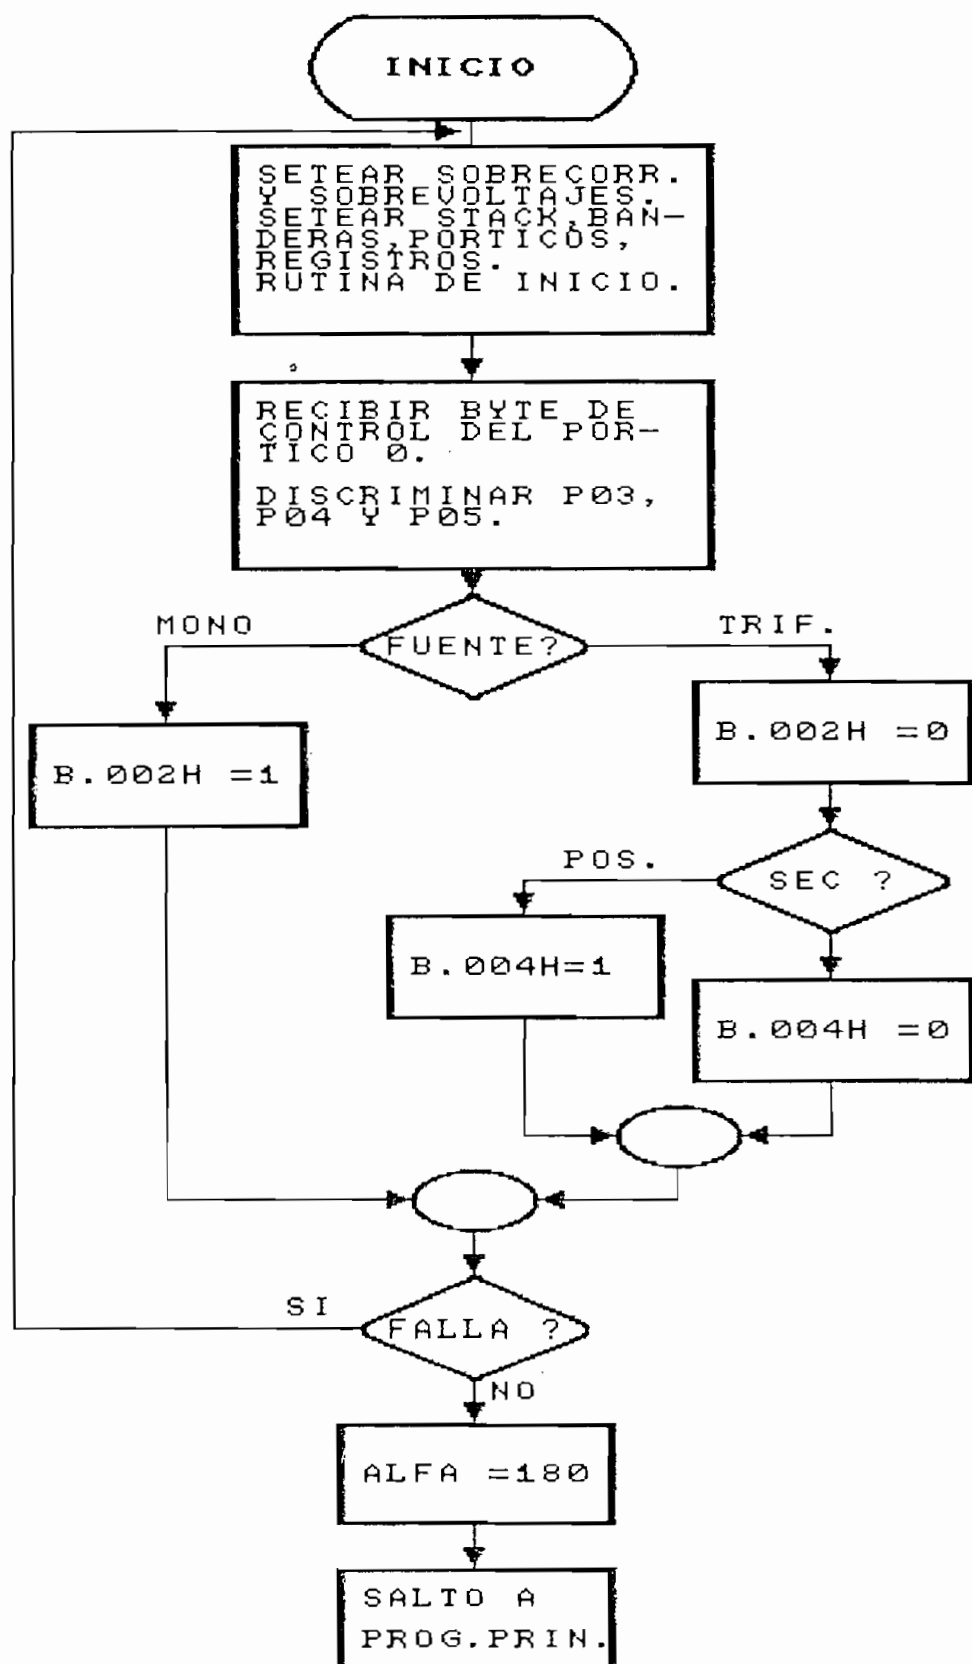 INICIO
SETEAR SOBRECORR.
Y SOBREVOLTAJES.
SETEAR STACK,BAN-
DERAS,PORTICOS,
REGISTROS.
RUTINA DE INICIO.
RECIBIR BYTE DE
CONTROL DEL POR-
TICO 0.
DISCRIMINAR P03,
P04 Y P05.
MONO
FUENTE?
TRIF.
B.002H =1
B.002H =0
POS.
SEC ?
B.004H=1
B.004H =0
SI
FALLA ?
NO
ALFA =180
SALTO A
PROG.PRIN.